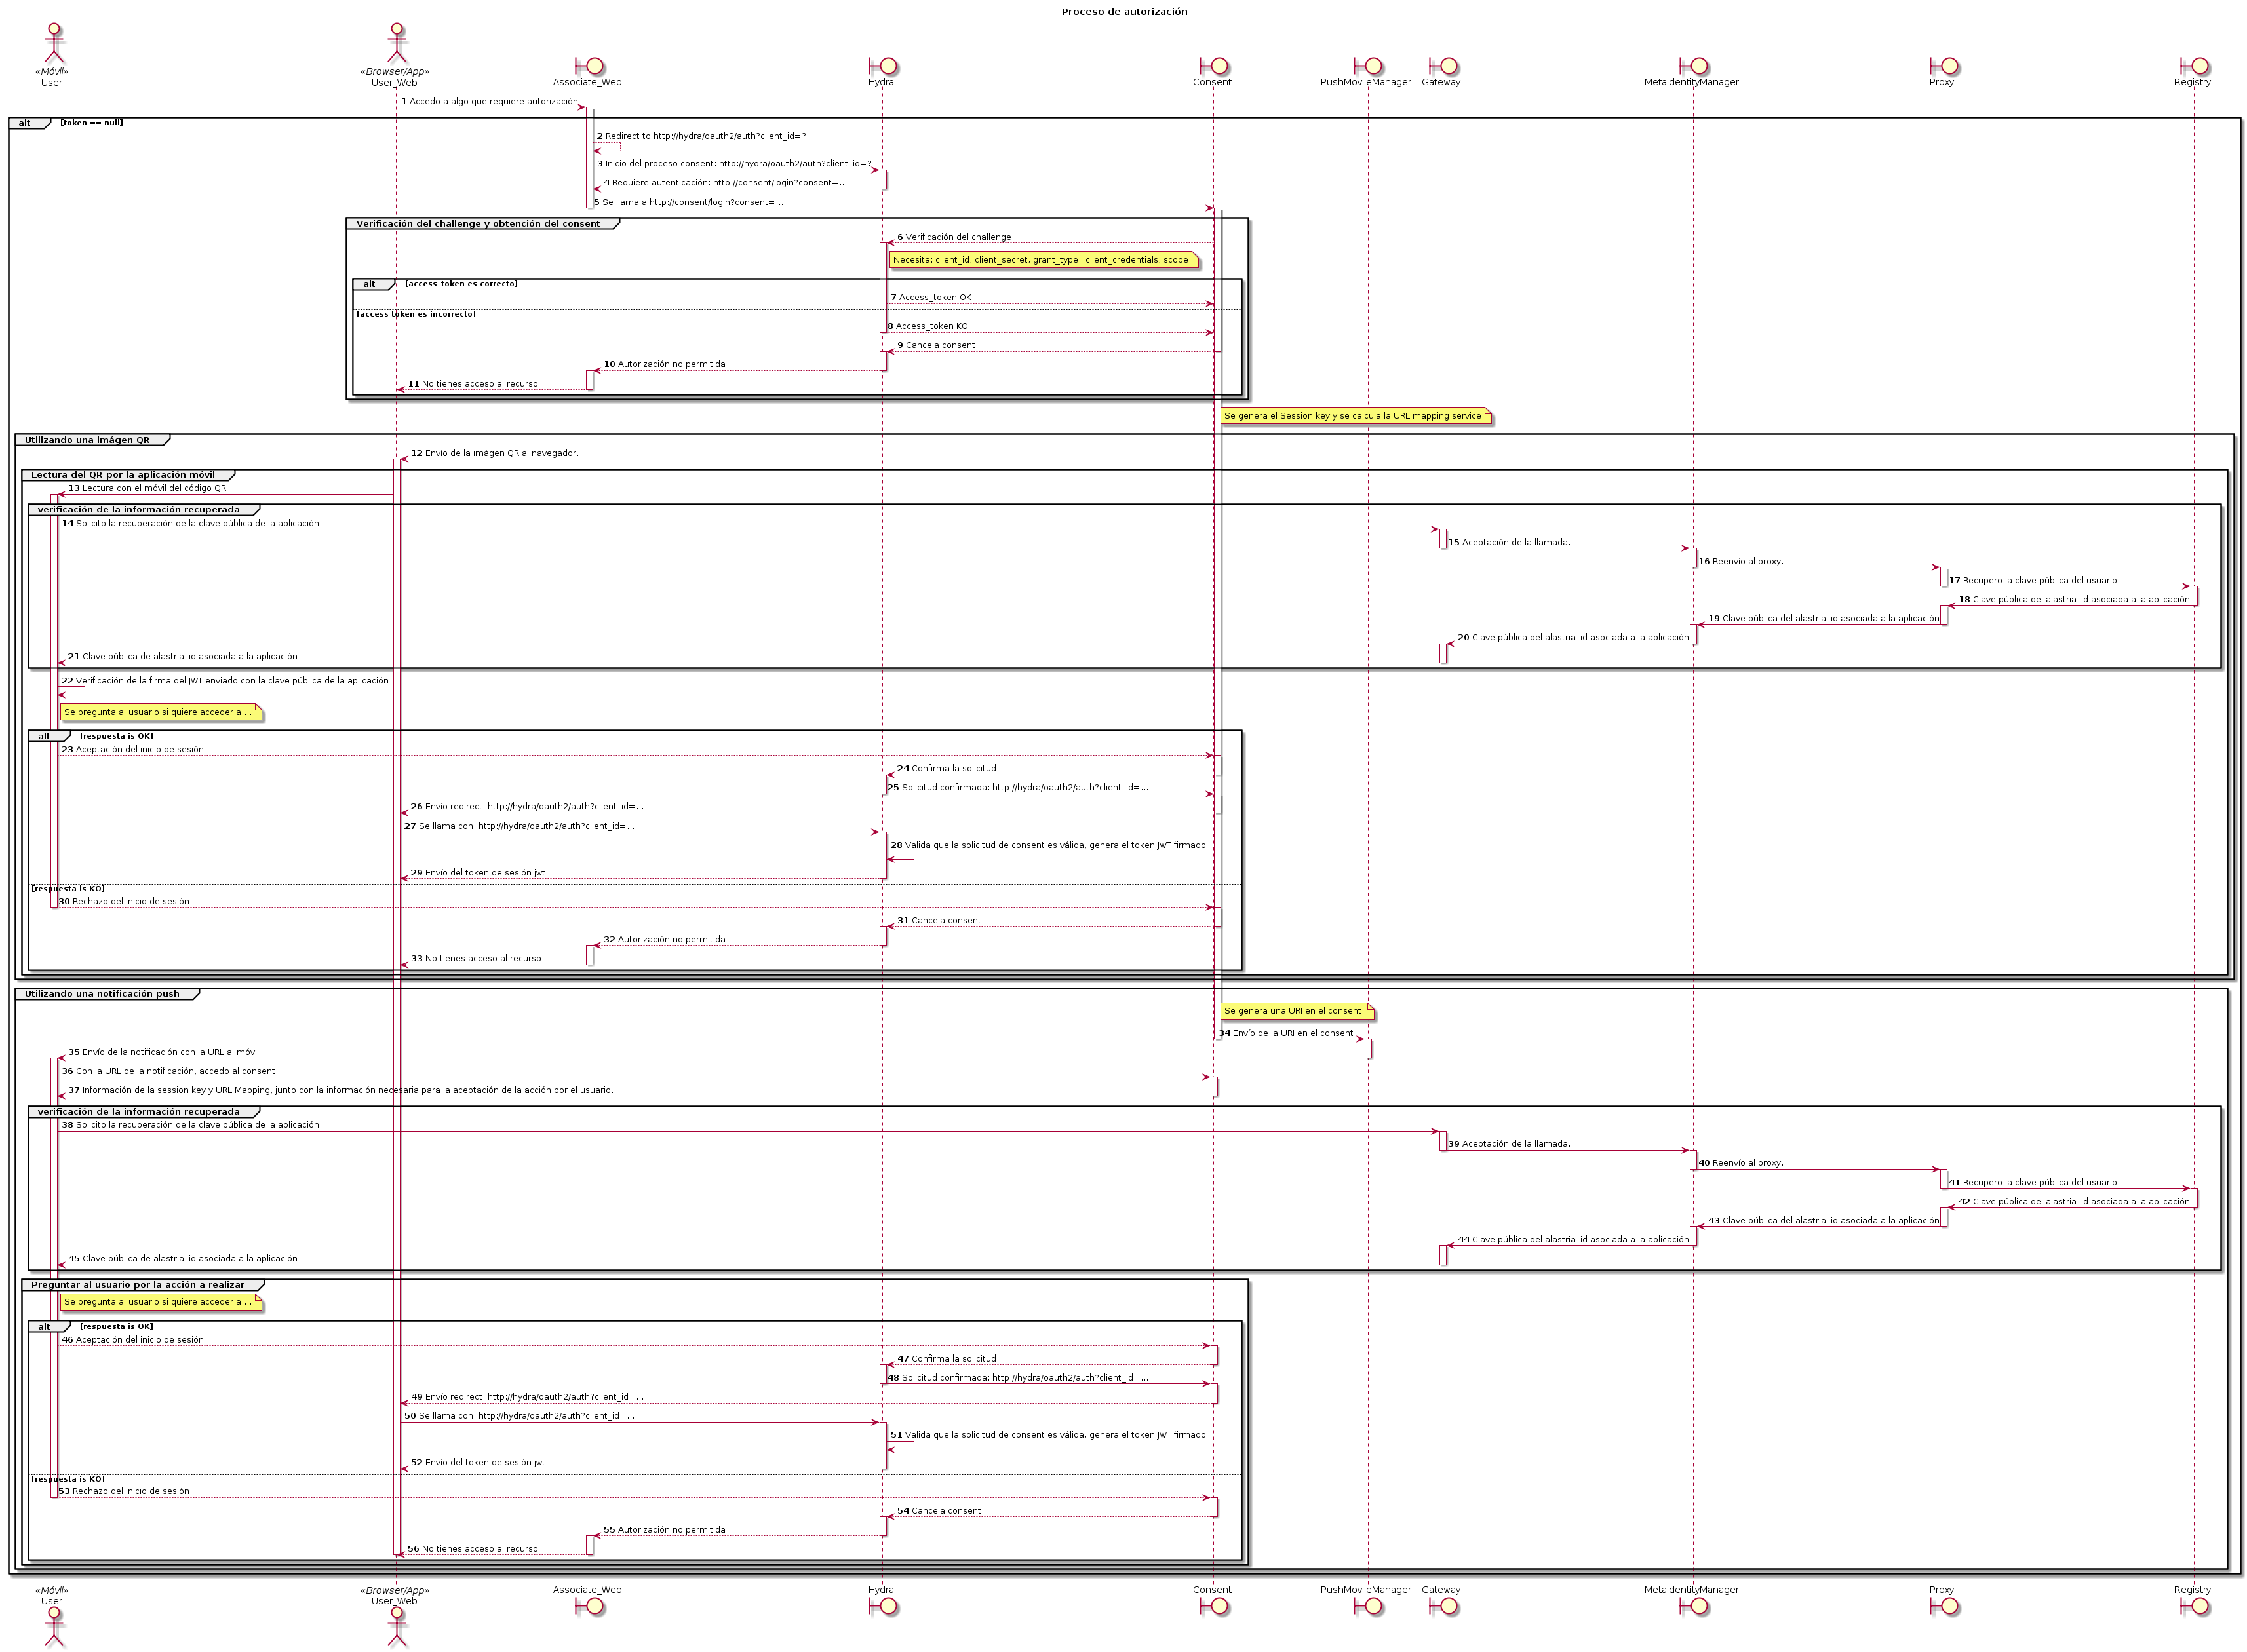 Proceso de autorización
«Móvil»
User
«Browser/App»
User_Web
Associate_Web
Hydra
Consent
PushMovileManager
Gateway
MetaIdentityManager
Proxy
Registry
1 Accedo a algo que requiere autorización
alt [token == null]
2 Redirect to http://hydra/oauth2/auth?client_id=?
3 Inicio del proceso consent: http://hydra/oauth2/auth?client_id=?
4 Requiere autenticación: http://consent/login?consent=...
5 Se llama a http://consent/login?consent=...
Verificación del challenge y obtención del consent
6 Verificación del challenge
Necesita: client_id, client_secret, grant_type=client_credentials, scope
alt [access_token es correcto]
7 Access_token OK
[access token es incorrecto]
8 Access_token KO
9 Cancela consent
10 Autorización no permitida
11 No tienes acceso al recurso
Se genera el Session key y se calcula la URL mapping service
Utilizando una imágen QR
12 Envío de la imágen QR al navegador.
Lectura del QR por la aplicación móvil
13 Lectura con el móvil del código QR
verificación de la información recuperada
14 Solicito la recuperación de la clave pública de la aplicación.
15 Aceptación de la llamada.
16 Reenvío al proxy.
17 Recupero la clave pública del usuario
18 Clave pública del alastria_id asociada a la aplicación
19 Clave pública del alastria_id asociada a la aplicación
20 Clave pública del alastria_id asociada a la aplicación
21 Clave pública de alastria_id asociada a la aplicación
22 Verificación de la firma del JWT enviado con la clave pública de la aplicación
Se pregunta al usuario si quiere acceder a....
alt [respuesta is OK]
23 Aceptación del inicio de sesión
24 Confirma la solicitud
25 Solicitud confirmada: http://hydra/oauth2/auth?client_id=...
26 Envío redirect: http://hydra/oauth2/auth?client_id=...
27 Se llama con: http://hydra/oauth2/auth?client_id=...
28 Valida que la solicitud de consent es válida, genera el token JWT firmado
29 Envío del token de sesión jwt
[respuesta is KO]
30 Rechazo del inicio de sesión
31 Cancela consent
32 Autorización no permitida
33 No tienes acceso al recurso
Utilizando una notificación push
Se genera una URI en el consent.
34 Envío de la URI en el consent
35 Envío de la notificación con la URL al móvil
36 Con la URL de la notificación, accedo al consent
37 Información de la session key y URL Mapping, junto con la información necesaria para la aceptación de la acción por el usuario.
verificación de la información recuperada
38 Solicito la recuperación de la clave pública de la aplicación.
39 Aceptación de la llamada.
40 Reenvío al proxy.
41 Recupero la clave pública del usuario
42 Clave pública del alastria_id asociada a la aplicación
43 Clave pública del alastria_id asociada a la aplicación
44 Clave pública del alastria_id asociada a la aplicación
45 Clave pública de alastria_id asociada a la aplicación
Preguntar al usuario por la acción a realizar
Se pregunta al usuario si quiere acceder a....
alt [respuesta is OK]
46 Aceptación del inicio de sesión
47 Confirma la solicitud
48 Solicitud confirmada: http://hydra/oauth2/auth?client_id=...
49 Envío redirect: http://hydra/oauth2/auth?client_id=...
50 Se llama con: http://hydra/oauth2/auth?client_id=...
51 Valida que la solicitud de consent es válida, genera el token JWT firmado
52 Envío del token de sesión jwt
[respuesta is KO]
53 Rechazo del inicio de sesión
54 Cancela consent
55 Autorización no permitida
56 No tienes acceso al recurso
«Móvil»
User
«Browser/App»
User_Web
Associate_Web
Hydra
Consent
PushMovileManager
Gateway
MetaIdentityManager
Proxy
Registry